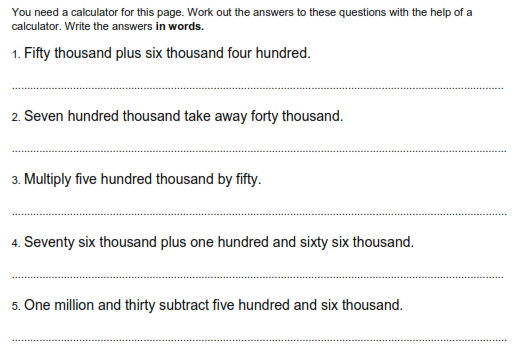 You need a calculator for this page. Work out the answers to these questions with the help of a
calculator. Write the answers in words.
1. Fifty thousand plus six thousand four hundred.
2. Seven hundred thousand take away forty thousand.
3. Multiply five hundred thousand by fifty.
4. Seventy six thousand plus one hundred and sixty six thousand.
5. One million and thirty subtract five hundred and six thousand.